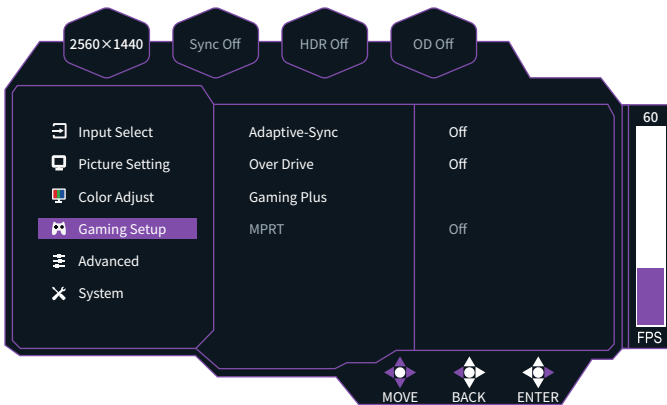 2560×1440
Sync Off
HDR Off
OD Off
60
Input Select
Adaptive-Sync
Off
Picture Setting
Over Drive
Off
Color Adjust
Gaming Plus
Gaming Setup
MPRT
Off
Advanced
System
FPS
MOVE
BACK
ENTER